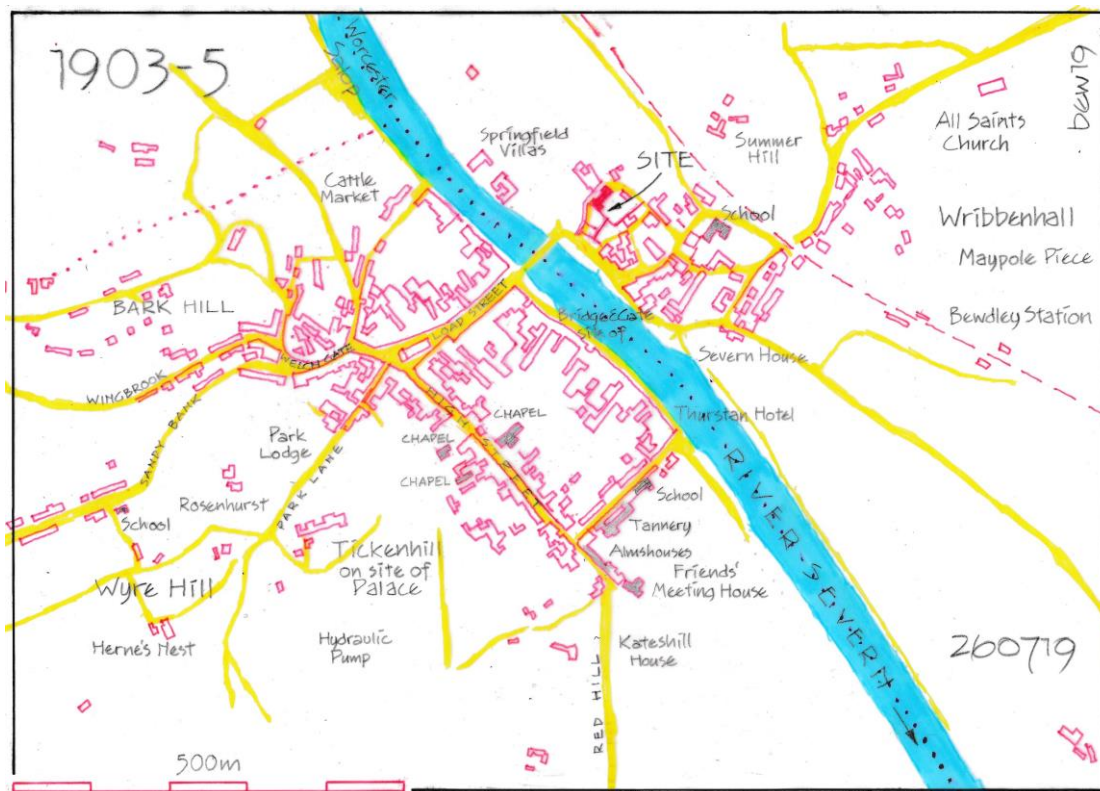 1903-5
Worcester
Salop
bew19
Springfield
Villas
SITE
Summer
Hill
All Saints
Church
Cattle
Market
School
Wribbenhall
Maypole Piece
BARK HILL
LOAD STREET
Bridge&Gate
Site of
Bewdley Station
WELCH GATE
Severn House
WINGBROOK
HIGH STREET
CHAPEL
Thurstan Hotel
SANDY BANK
Park
Lodge
CHAPEL
CHAPEL
PARK LANE
RIVER SEVERN
Rosenhurst
School
School
Tannery
Tickenhill
on site of
Palace
Almshouses
Friends'
Meeting House
Wyre Hill
Herne's Nest
Hydraulic
Pump
Kateshill
House
RED HILL
260719
500m